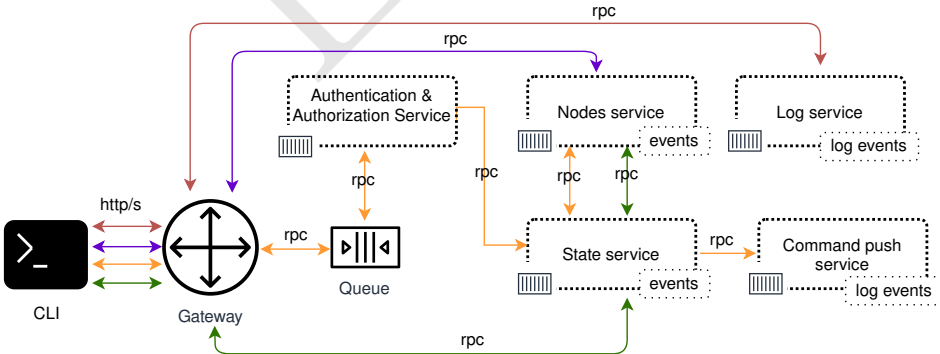 rpc
rpc
Authentication &
Authorization Service
Nodes service
events
Log service
log events
rpc
rpc
rpc
rpc
http/s
rpc
CLI
Gateway
Queue
State service
events
rpc
Command push
service
log events
rpc